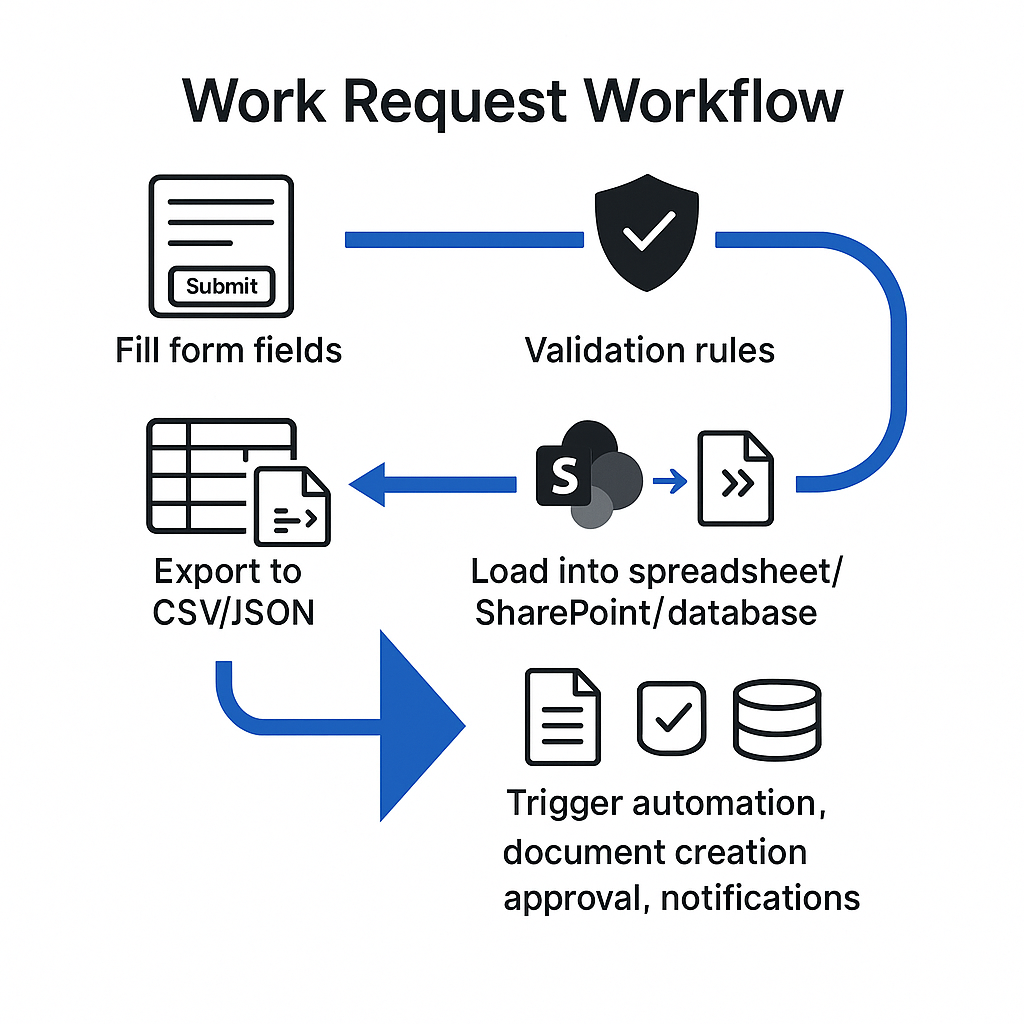 Work Request Workflow
Submit
Fill form fields
Validation rules
S
Export to
CSV/JSON
Load into spreadsheet/
SharePoint/database
Trigger automation,
document creation
approval, notifications